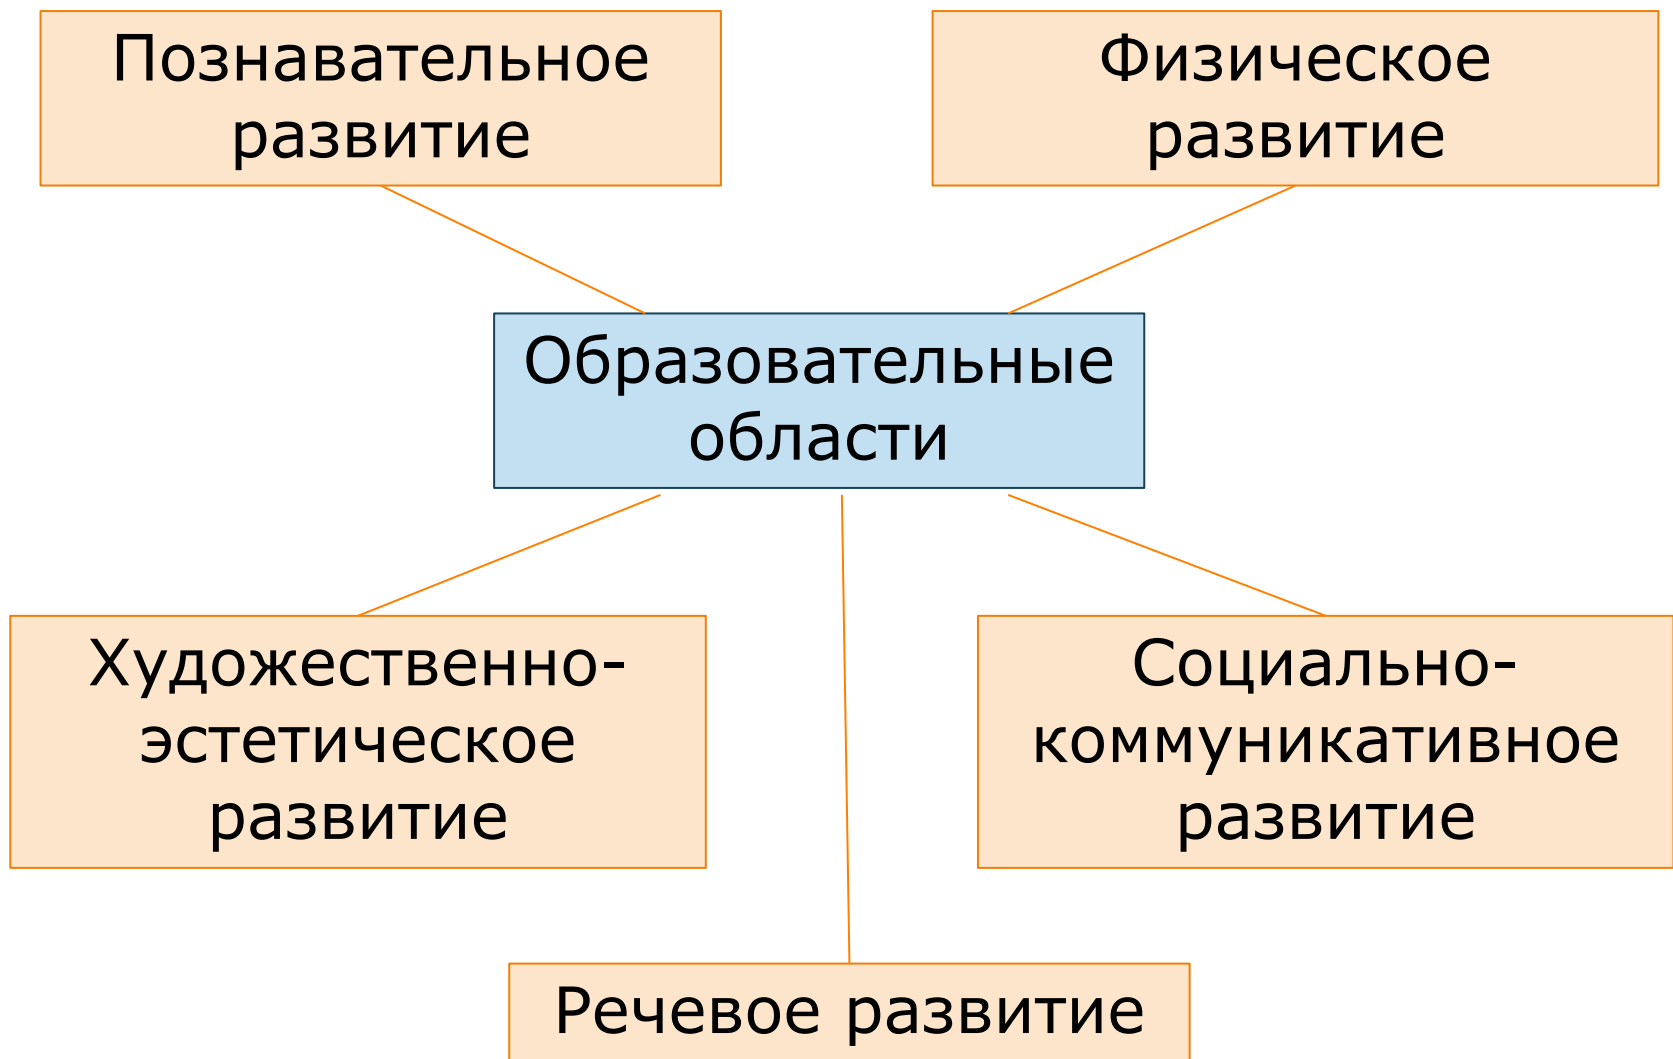 Познавательное
развитие
Физическое
развитие
Образовательные
области
Художественно-
эстетическое
развитие
Социально-
коммуникативное
развитие
Речевое развитие